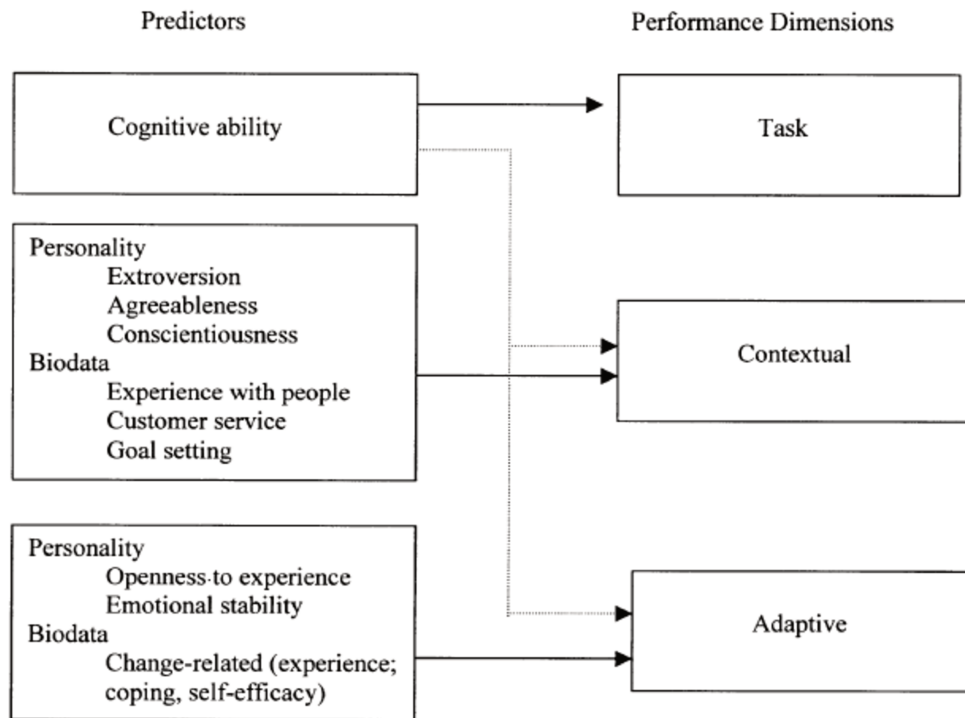 Predictors
Performance Dimensions
Cognitive ability
Task
Personality
Extroversion
Agreeableness
Conscientiousness
Biodata
Experience with people
Customer service
Goal setting
Contextual
Personality
Openness to experience
Emotional stability
Biodata
Change-related (experience;
coping, self-efficacy)
Adaptive